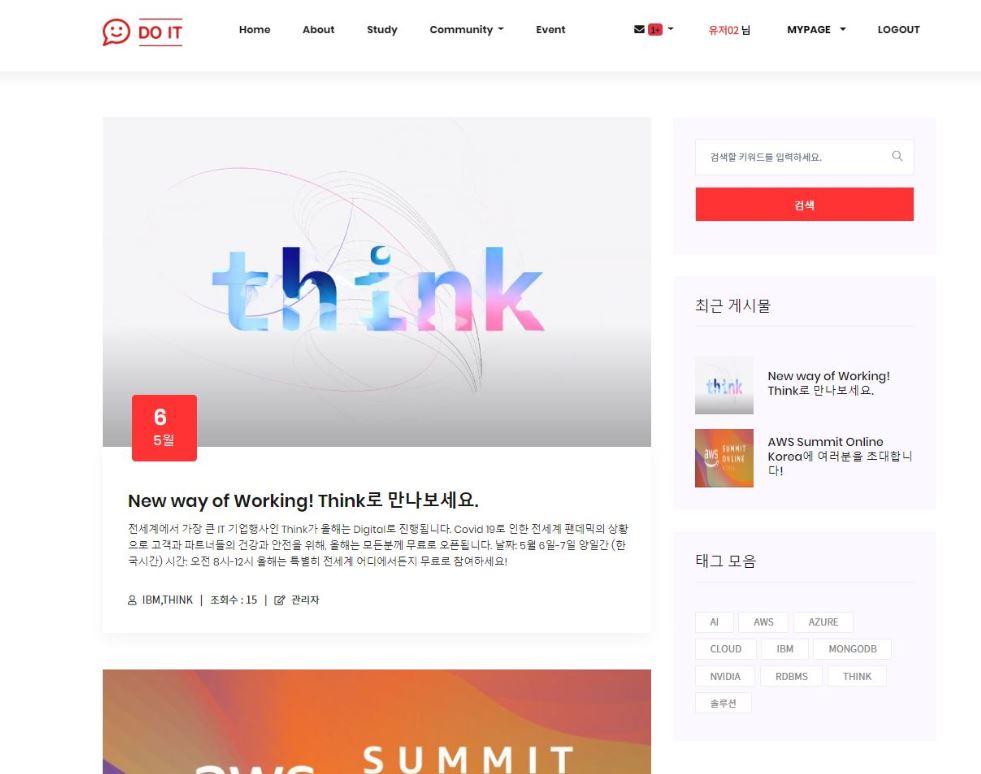 DO IT
Home
About
Study
Community
Event
1+
유저02 님
MYPAGE
LOGOUT
think
6
5월
New way of Working! Think로 만나보세요.
전세계에서 가장 큰 IT 기업행사인 Think가 올해는 Digital로 진행됩니다. Covid 19로 인한 전세계 팬데믹의 상황
으로 고객과 파트너들의 건강과 안전을 위해, 올해는 모든분께 무료로 오픈됩니다. 날짜: 5월 6일-7일 양일간 (한
국시간) 시간: 오전 8시-12시 올해는 특별히 전세계 어디에서든지 무료로 참여하세요!
IBM,THINK | 조회수 : 15 | 관리자
aws SUMMIT
검색할 키워드를 입력하세요.
검색
최근 게시물
think
New way of Working!
Think로 만나보세요.
aws SUMMIT
ONLINE
AWS Summit Online
Korea에 여러분을 초대합니
다!
태그 모음
AI AWS AZURE
CLOUD IBM MONGODB
NVIDIA RDBMS THINK
솔루션